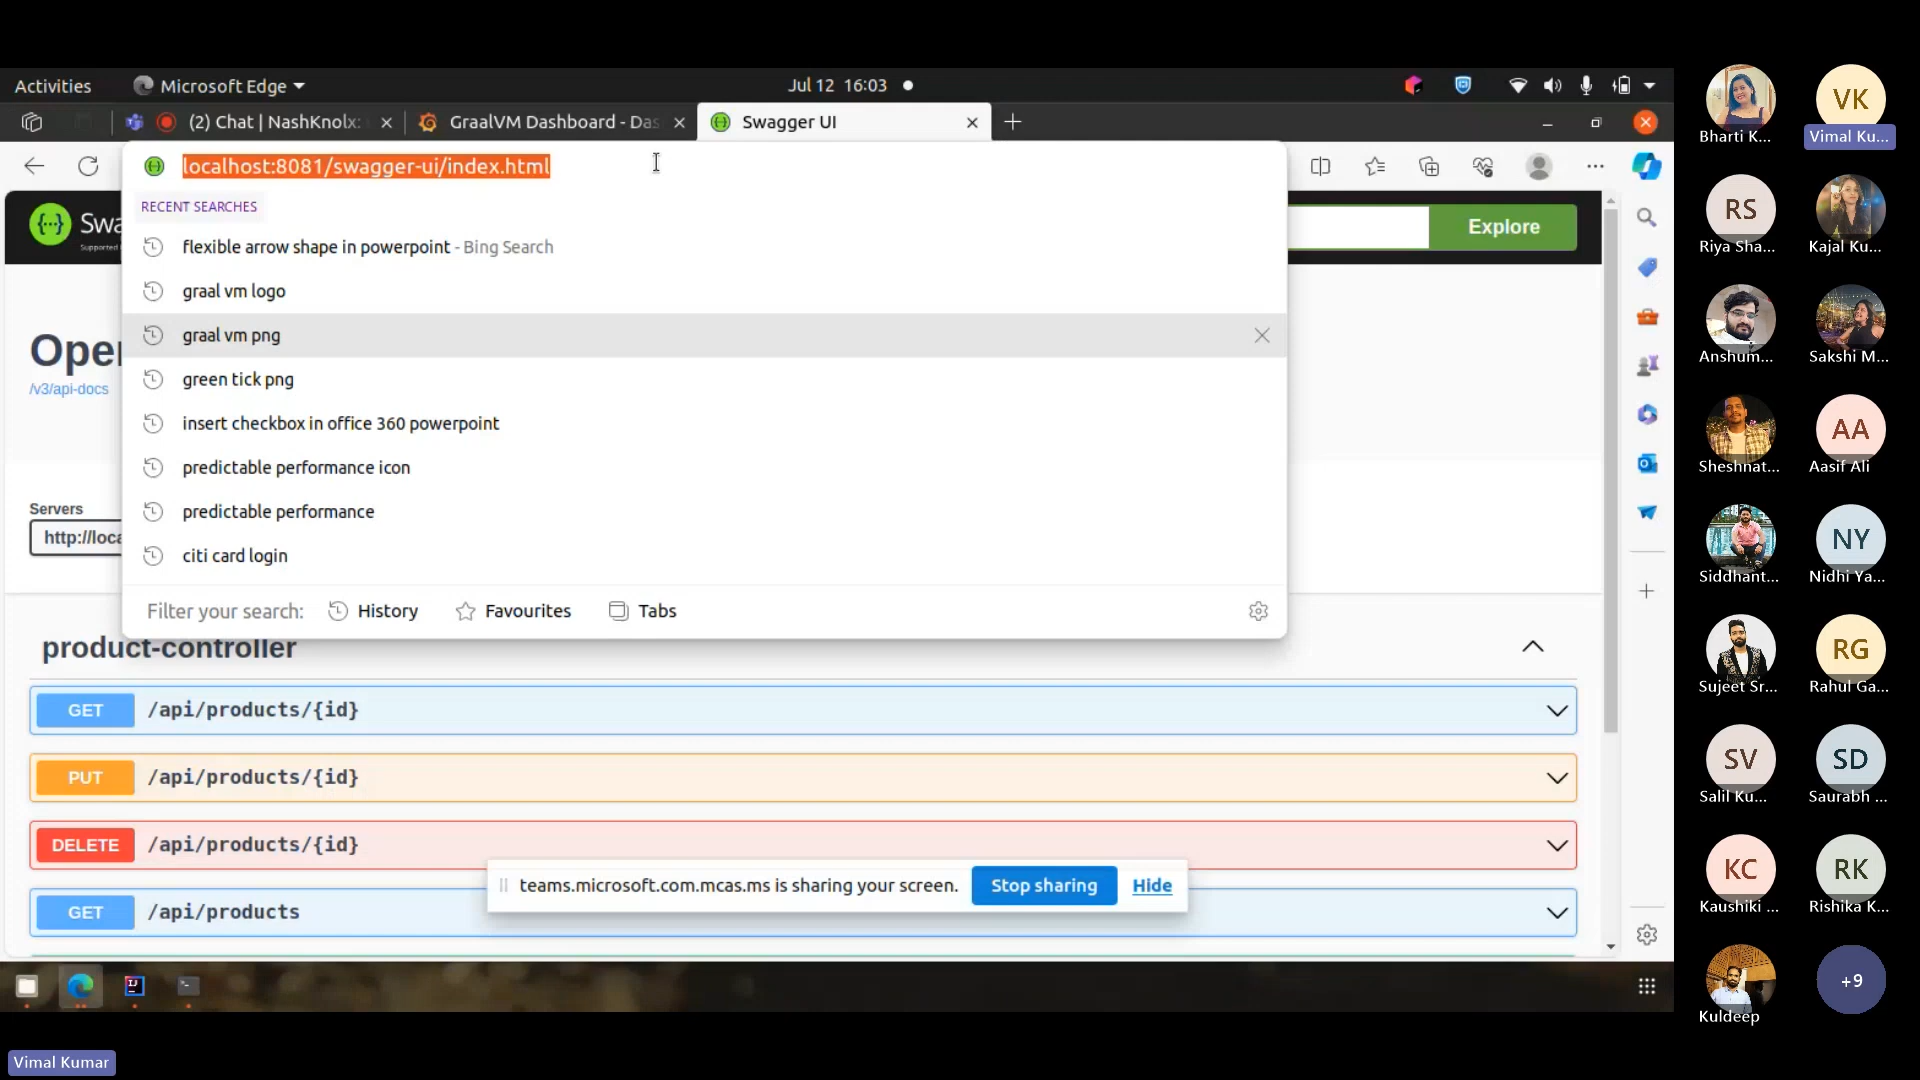 Activities
Microsoft Edge
Jul 12 16:03
(2) Chat | NashKnolx:
GraalVM Dashboard - Das
Swagger UI
localhost:8081/swagger-ui/index.html
RECENT SEARCHES
flexible arrow shape in powerpoint - Bing Search
graal vm logo
graal vm png
green tick png
insert checkbox in office 360 powerpoint
predictable performance icon
predictable performance
citi card login
Filter your search:
History
Favourites
Tabs
Swa
Supported
Explore
Oper
/v3/api-docs
Servers
http://loca
product-controller
GET /api/products/{id}
PUT /api/products/{id}
DELETE /api/products/{id}
GET /api/products
teams.microsoft.com.mcas.ms is sharing your screen.
Stop sharing
Hide
Bharti K...
VK
Vimal Ku...
RS
Riya Sha...
Kajal Ku...
Anshum...
Sakshi M...
Sheshnat...
AA
Aasif Ali
Siddhant...
NY
Nidhi Ya...
Sujeet Sr...
RG
Rahul Ga...
SV
Salil Ku...
SD
Saurabh ...
KC
Kaushiki ...
RK
Rishika K...
Kuldeep
+9
Vimal Kumar